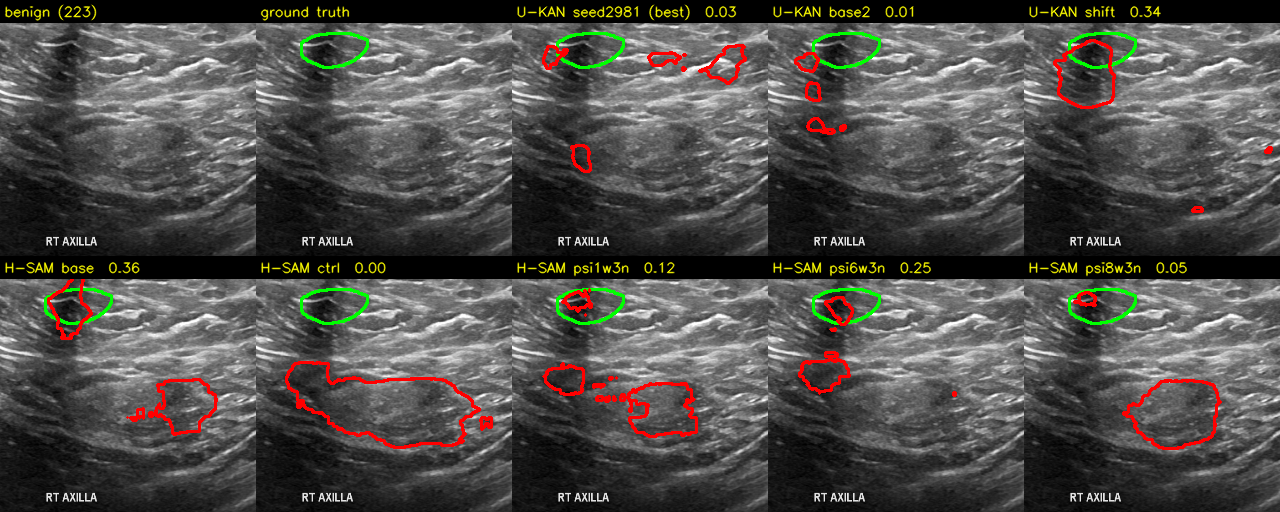 benign (223)
ground truth
U-KAN seed2981 (best) 0.03
U-KAN base2 0.01
U-KAN shift 0.34
RT AXILLA
RT AXILLA
RT AXILLA
RT AXILLA
RT AXILLA
H-SAM base 0.36
H-SAM ctrl 0.00
H-SAM psi1w3n 0.12
H-SAM psi6w3n 0.25
H-SAM psi8w3n 0.05
RT AXILLA
RT AXILLA
RT AXILLA
RT AXILLA
RT AXILLA